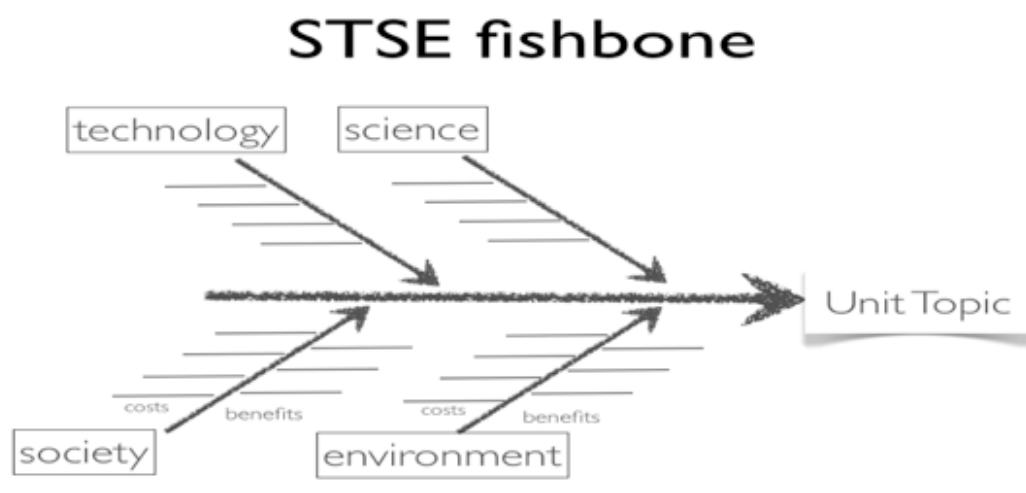 STSE fishbone
technology
science
Unit Topic
costs
benefits
costs
benefits
society
environment